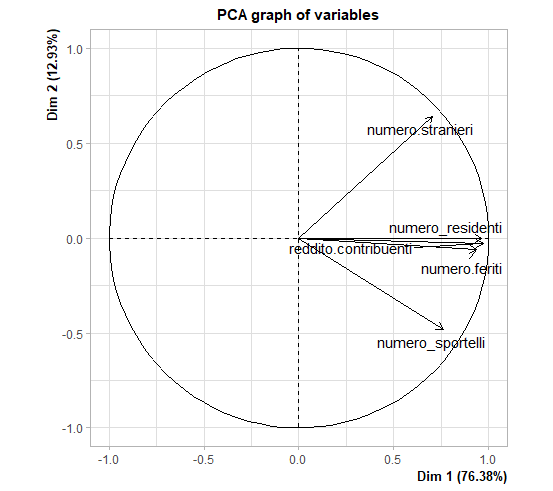 PCA graph of variables
Dim 2 (12.93%)
1.0
0.5
0.0
-0.5
-1.0
numero.stranieri
numero_residenti
reddito.contribuenti
numero.feriti
numero_sportelli
-1.0 -0.5 0.0 0.5 1.0
Dim 1 (76.38%)